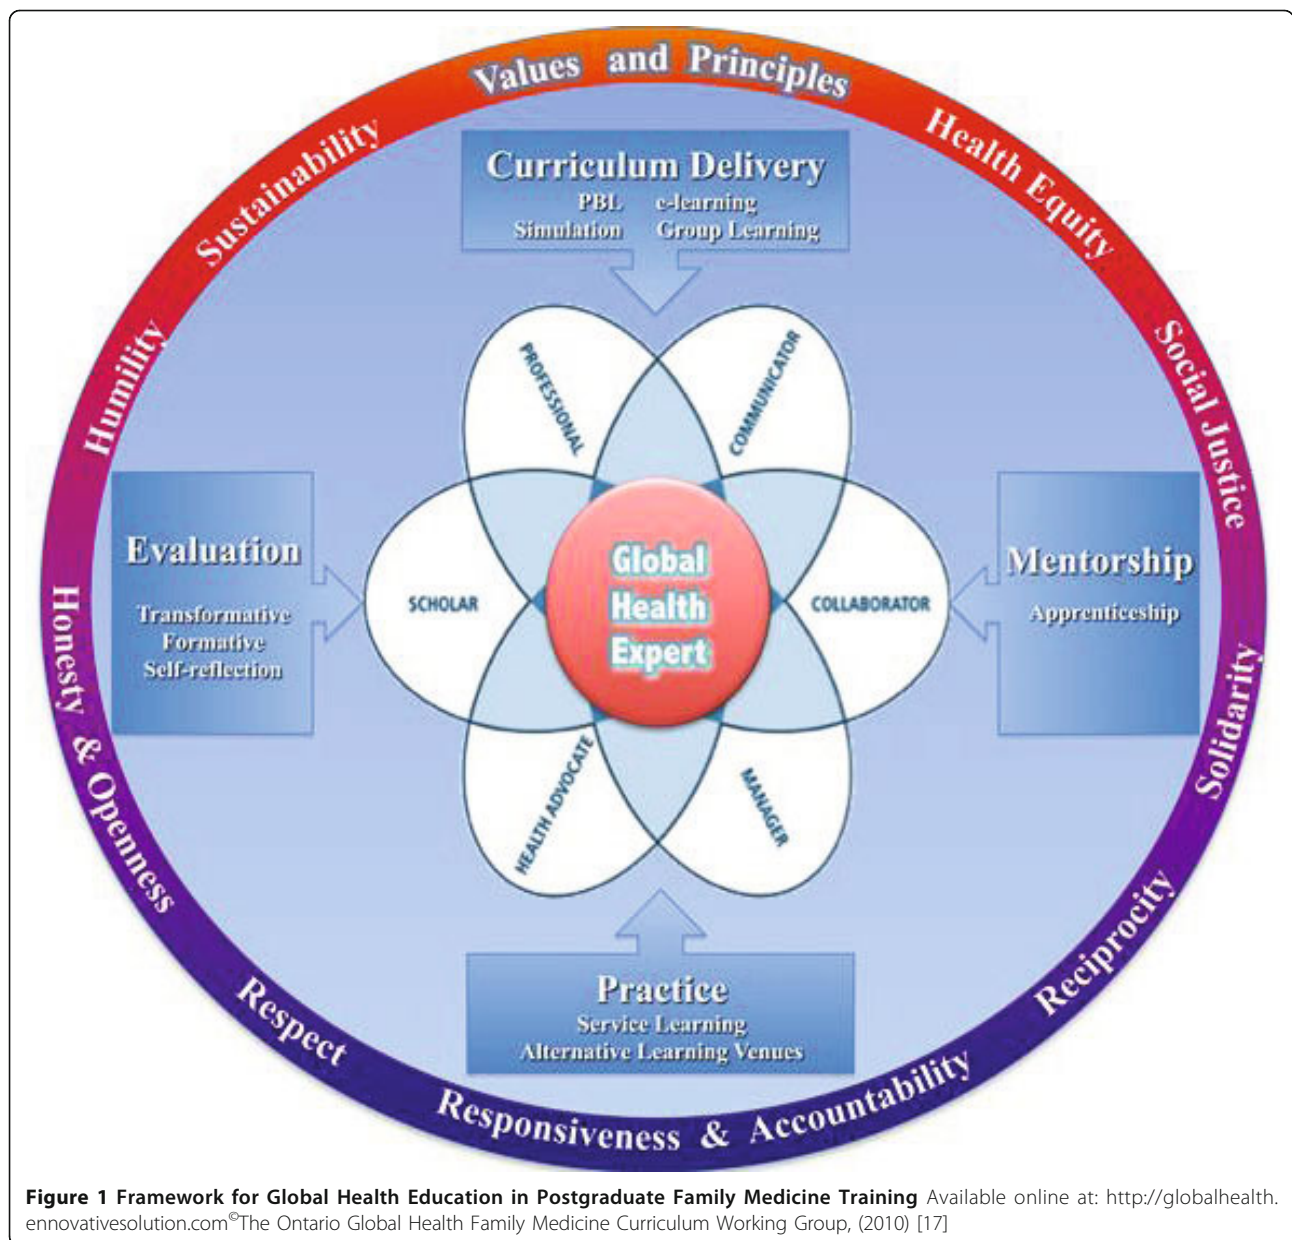 Values and Principles
Health Equity
Social Justice
Solidarity
Reciprocity
Responsiveness & Accountability
Respect
Honesty & Openness
Humility
Sustainability
Curriculum Delivery
PBL e-learning
Simulation Group Learning
PROFESSIONAL
COMMUNICATOR
Evaluation
Transformative
Formative
Self-reflection
SCHOLAR
Global
Health
Expert
COLLABORATOR
Mentorship
Apprenticeship
HEALTH ADVOCATE
MANAGER
Practice
Service Learning
Alternative Learning Venues
Figure 1 Framework for Global Health Education in Postgraduate Family Medicine Training Available online at: http://globalhealth.
ennovativesolution.com©The Ontario Global Health Family Medicine Curriculum Working Group, (2010) [17]